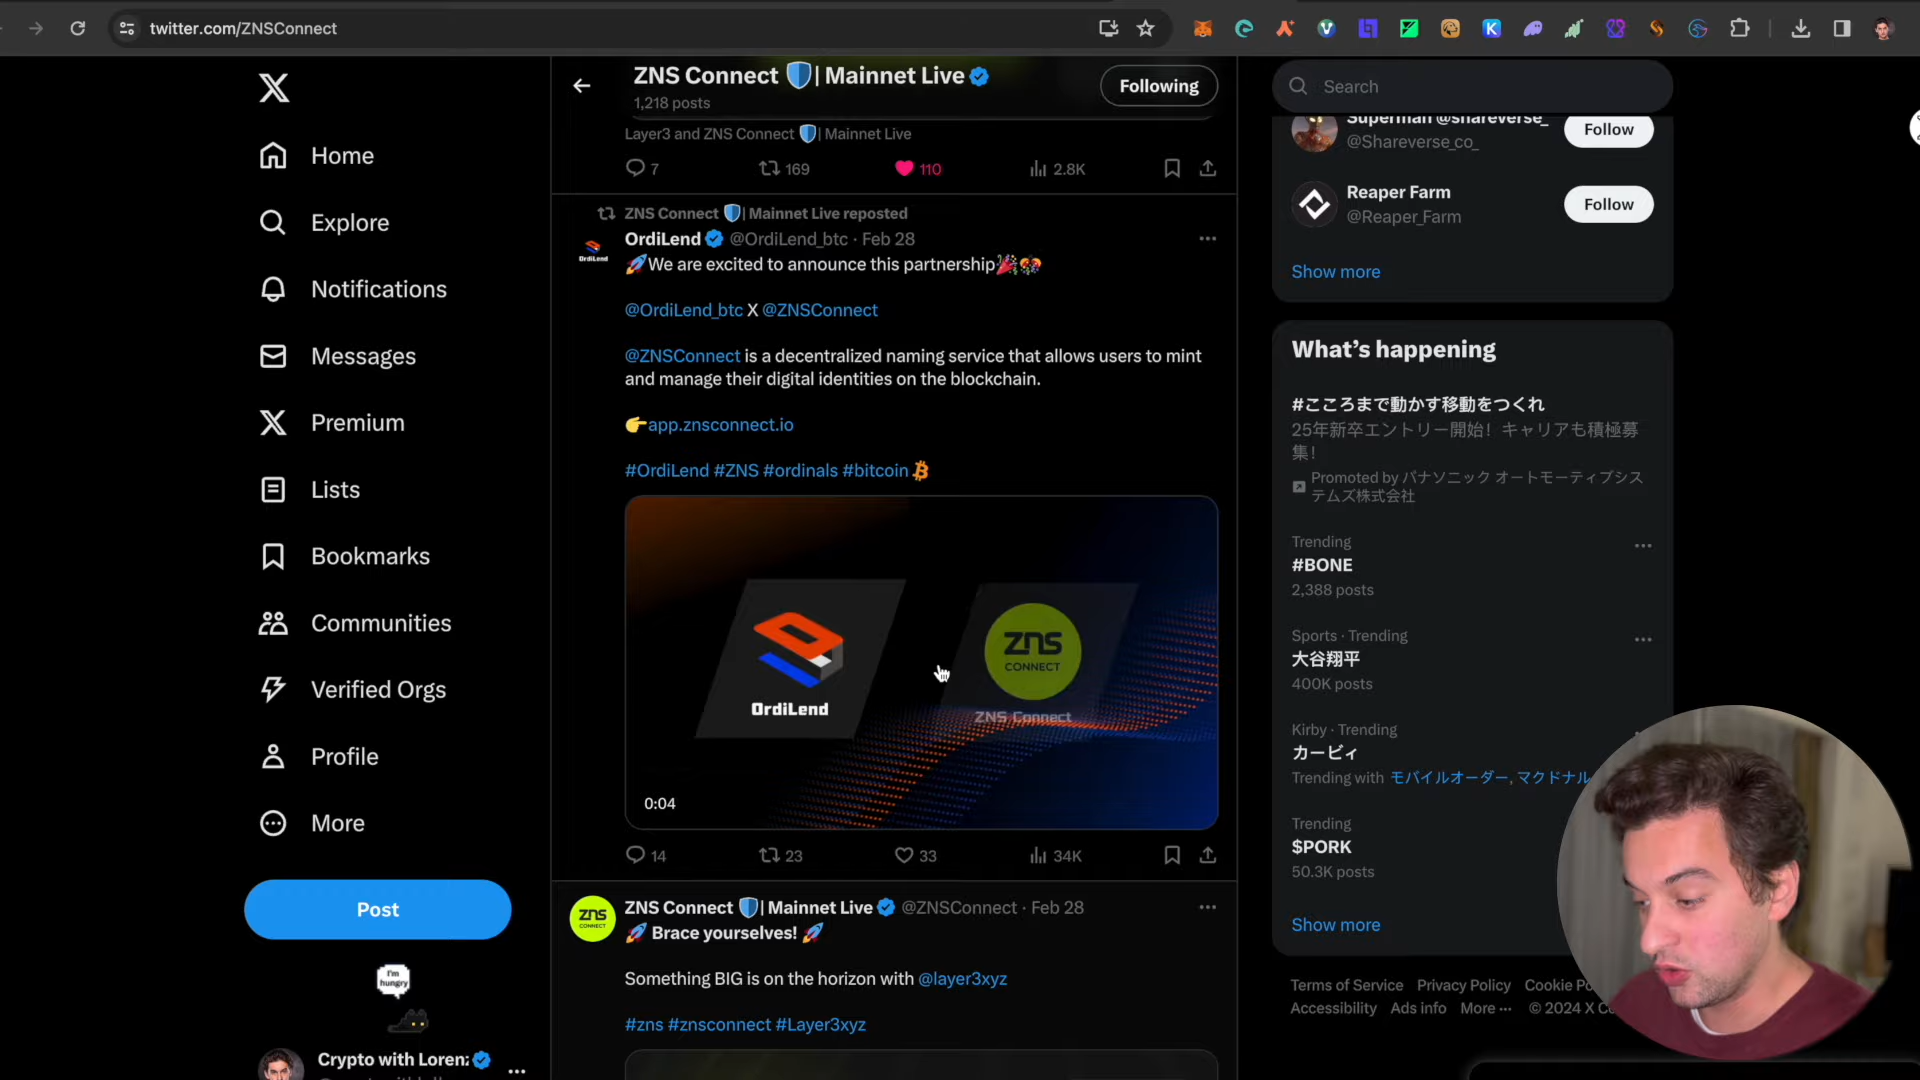 twitter.com/ZNSConnect
Home
Explore
Notifications
Messages
Premium
Lists
Bookmarks
Communities
Verified Orgs
Profile
More
Post
I'm
hungry
Crypto with Loren
ZNS Connect 🛡️| Mainnet Live
1,218 posts
Following
Layer3 and ZNS Connect 🛡️| Mainnet Live
7 169 110 2.8K
ZNS Connect 🛡️| Mainnet Live reposted
OrdiLend @OrdiLend_btc · Feb 28
🚀We are excited to announce this partnership🎉🎊
@OrdiLend_btc X @ZNSConnect
@ZNSConnect is a decentralized naming service that allows users to mint
and manage their digital identities on the blockchain.
👉app.znsconnect.io
#OrdiLend #ZNS #ordinals #bitcoin
OrdiLend
OrdiLend
ZNS
CONNECT
ZNS Connect
0:04
14 23 33 34K
ZNS
CONNECT
ZNS Connect 🛡️| Mainnet Live @ZNSConnect · Feb 28
🚀 Brace yourselves! 🚀
Something BIG is on the horizon with @layer3xyz
#zns #znsconnect #Layer3xyz
Search
Superman @shareverse_
@Shareverse_co_
Follow
Reaper Farm
@Reaper_Farm
Follow
Show more
What's happening
#こころまで動かす移動をつくれ
25年新卒エントリー開始！キャリアも積極募
集！
Promoted by パナソニック オートモーティブシス
テムズ株式会社
Trending
#BONE
2,388 posts
Sports · Trending
大谷翔平
400K posts
Kirby · Trending
カービィ
Trending with モバイルオーダー, マクドナル
Trending
$PORK
50.3K posts
Show more
Terms of Service Privacy Policy Cookie Po
Accessibility Ads info More ··· © 2024 X Co